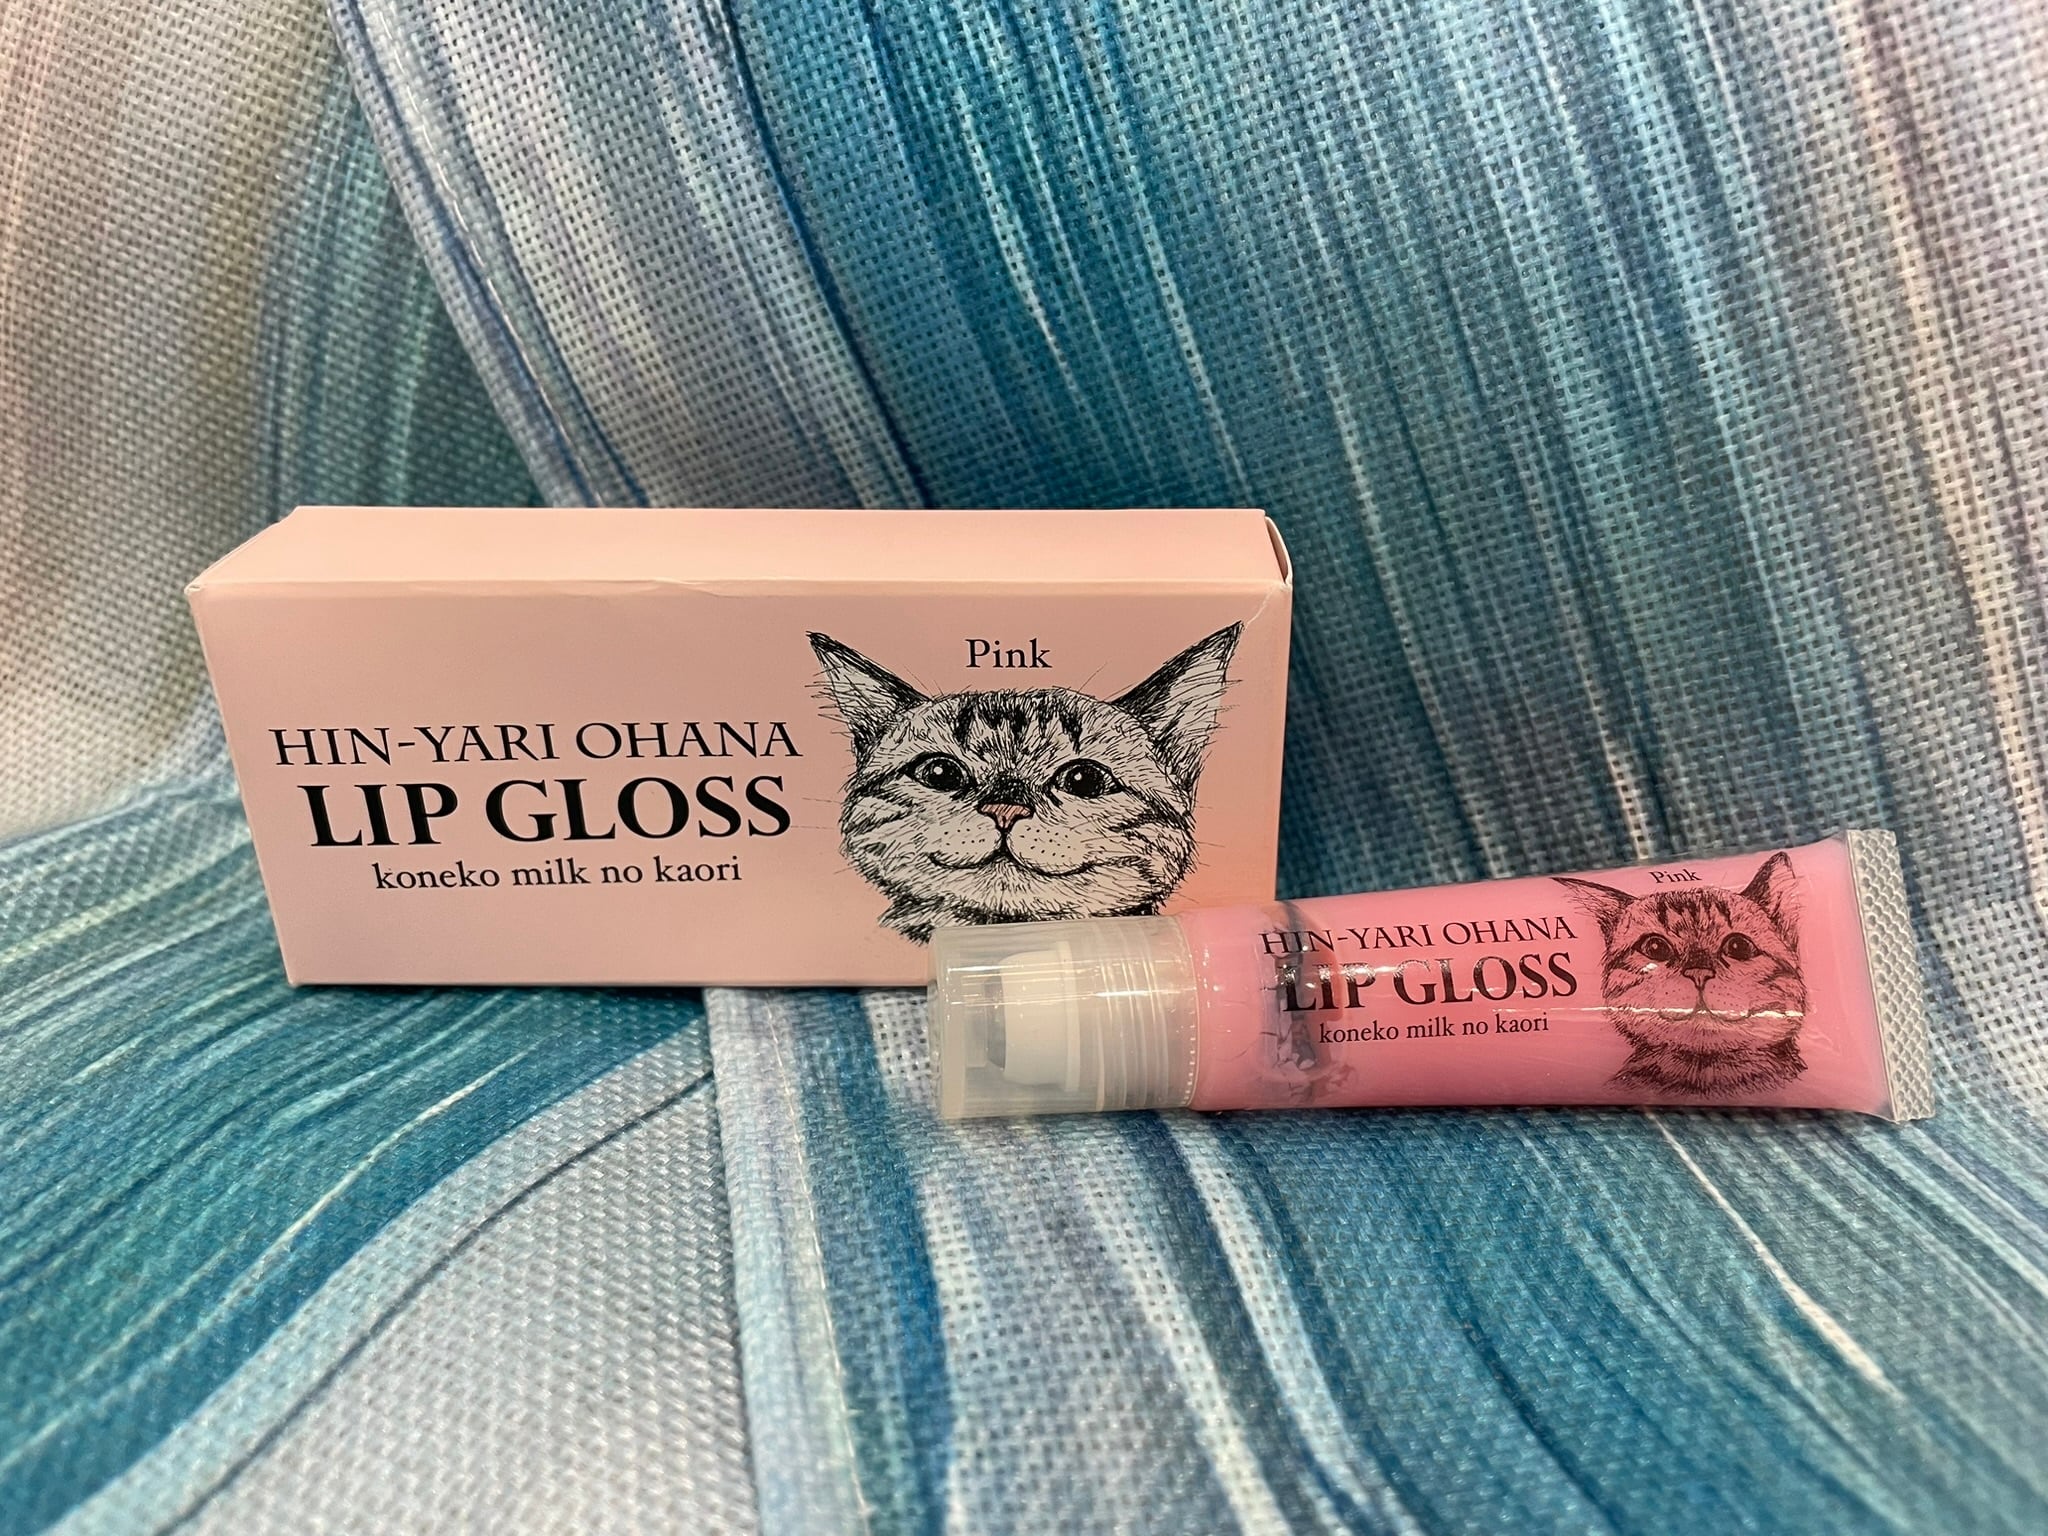 Pink
HIN-YARI OHANA
LIP GLOSS
koneko milk no kaori
Pink
HIN-YARI OHANA
LIP GLOSS
koneko milk no kaori